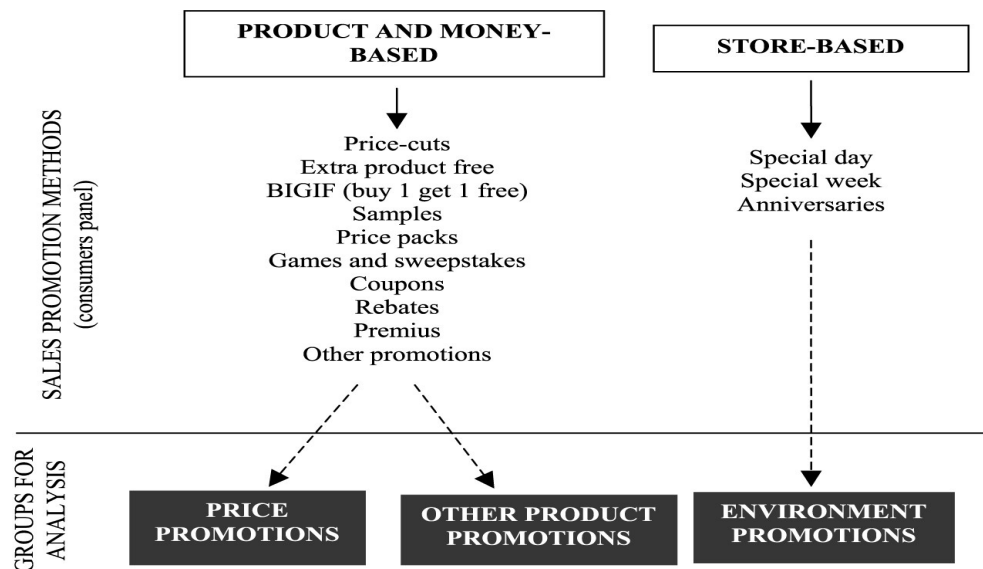 PRODUCT AND MONEY-
BASED
STORE-BASED
SALES PROMOTION METHODS
(consumers panel)
Price-cuts
Extra product free
BIGIF (buy 1 get 1 free)
Samples
Price packs
Games and sweepstakes
Coupons
Rebates
Premius
Other promotions
Special day
Special week
Anniversaries
GROUPS FOR
ANALYSIS
PRICE
PROMOTIONS
OTHER PRODUCT
PROMOTIONS
ENVIRONMENT
PROMOTIONS